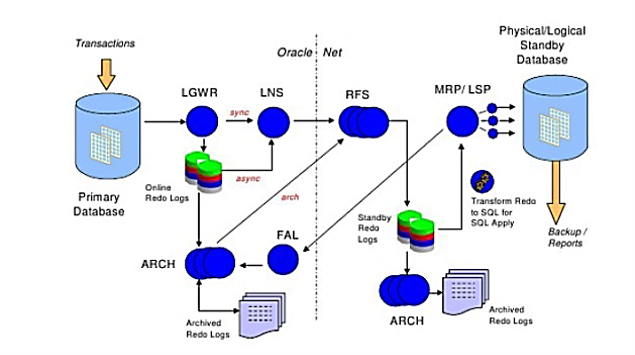 Transactions
Oracle Net
Physical/Logical
Standby
Database
LGWR
LNS
RFS
MRP/ LSP
sync
async
Online
Redo Logs
Primary
Database
arch
Standby
Redo
Logs
Transform Redo
to SQL for
SQL Apply
Backup /
Reports
FAL
ARCH
Archived
Redo Logs
ARCH
Archived
Redo Logs